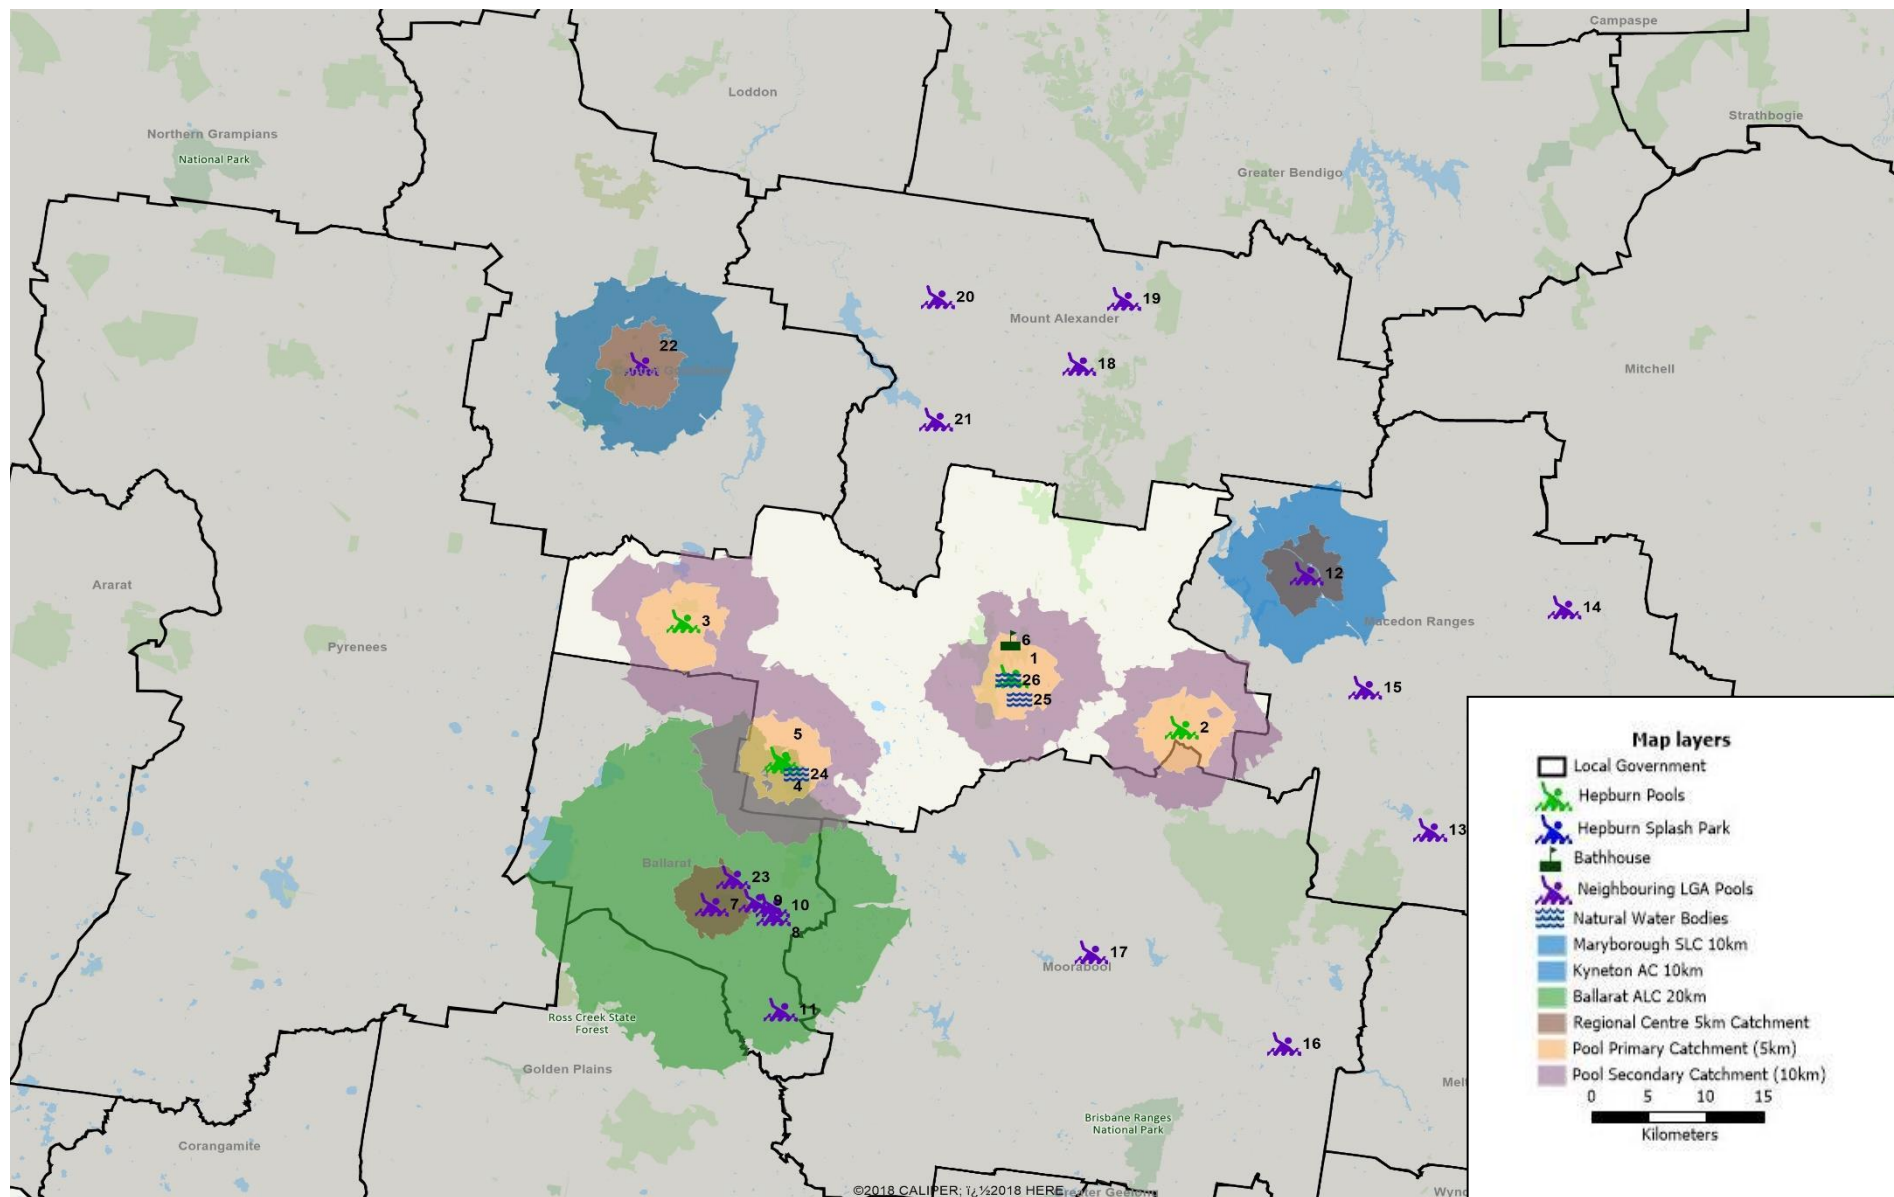 Campaspe
Loddon
Strathbogie
Northern Grampians
National Park
Greater Bendigo
20
19
Mount Alexander
22
18
Mitchell
21
12
Ararat
14
3
Macedon Ranges
6
Pyrenees
1
26
15
25
2
5
24
4
13
Ballarat
23
7
9
10
8
17
Moorabool
11
Ross Creek State
Forest
16
Golden Plains
Mel
Brisbane Ranges
National Park
Corangamite
©2018 CALIPER; ï¿½2018 HERE
Greater Geelong
Wynd
Map layers
Local Government
Hepburn Pools
Hepburn Splash Park
Bathhouse
Neighbouring LGA Pools
Natural Water Bodies
Maryborough SLC 10km
Kyneton AC 10km
Ballarat ALC 20km
Regional Centre 5km Catchment
Pool Primary Catchment (5km)
Pool Secondary Catchment (10km)
0 5 10 15
Kilometers